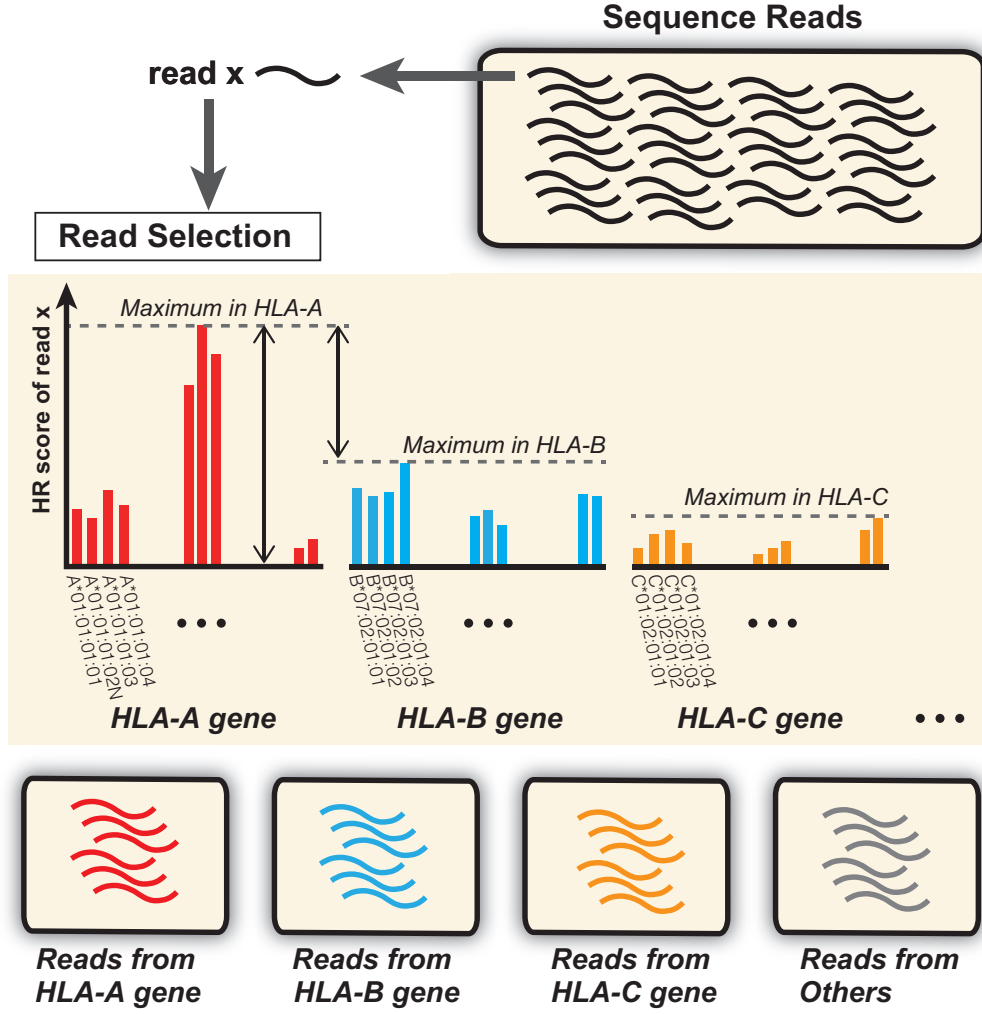 Sequence Reads
read x
Read Selection
HR score of read x
Maximum in HLA-A
Maximum in HLA-B
Maximum in HLA-C
A*01:01:01:01
A*01:01:01:02N
A*01:01:01:03
A*01:01:01:04
B*07:02:01:01
B*07:02:01:02
B*07:02:01:03
B*07:02:01:04
C*01:02:01:01
C*01:02:01:02
C*01:02:01:03
C*01:02:01:04
• • •
• • •
• • •
HLA-A gene
HLA-B gene
HLA-C gene
• • •
Reads from
HLA-A gene
Reads from
HLA-B gene
Reads from
HLA-C gene
Reads from
Others